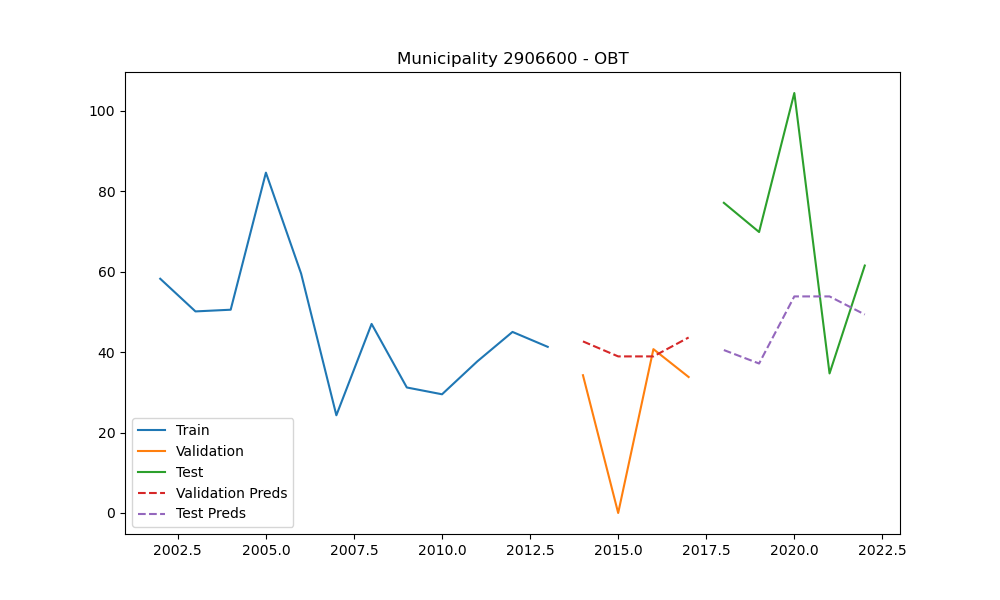 Municipality 2906600 - OBT
100
80
60
40
20
0
Train
Validation
Test
Validation Preds
Test Preds
2002.5 2005.0 2007.5 2010.0 2012.5 2015.0 2017.5 2020.0 2022.5